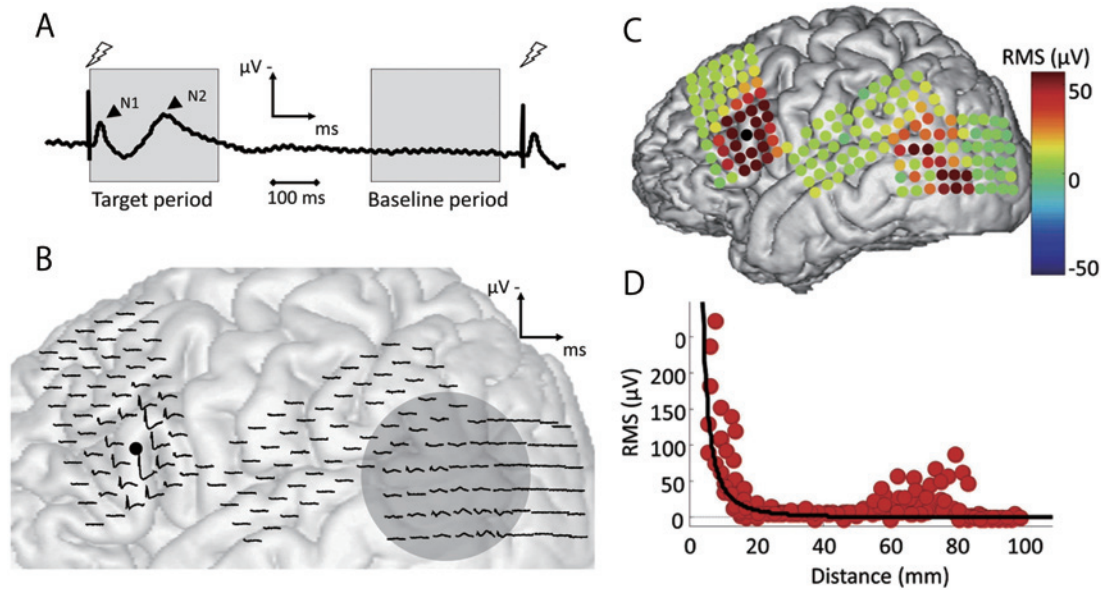 A
N1
N2
µV -
ms
Target period
100 ms
Baseline period
B
µV -
ms
C
RMS (µV)
50
0
-50
D
RMS (µV)
0
200
150
100
50
0
0 20 40 60 80 100
Distance (mm)